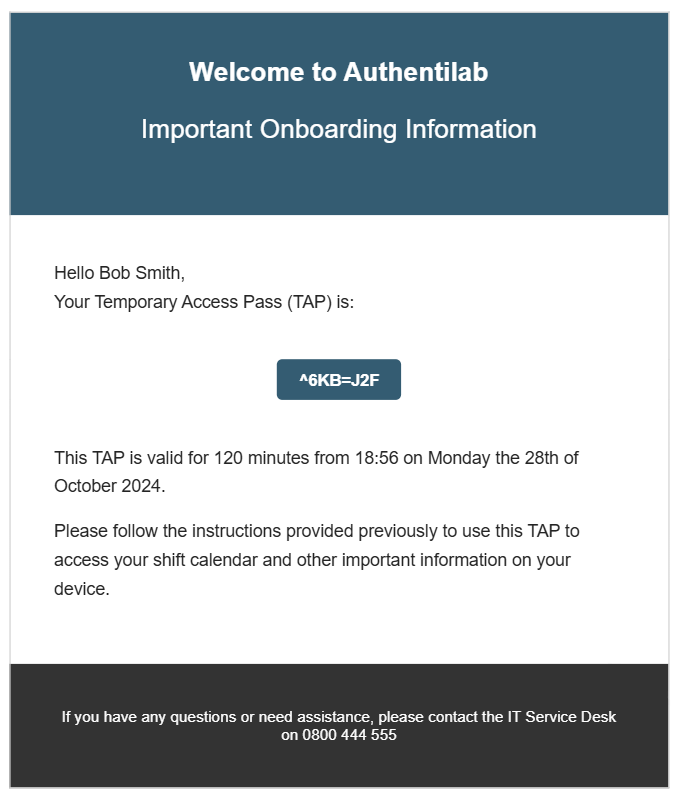 Welcome to Authentilab
Important Onboarding Information
Hello Bob Smith,
Your Temporary Access Pass (TAP) is:
^6KB=J2F
This TAP is valid for 120 minutes from 18:56 on Monday the 28th of
October 2024.
Please follow the instructions provided previously to use this TAP to
access your shift calendar and other important information on your
device.
If you have any questions or need assistance, please contact the IT Service Desk
on 0800 444 555